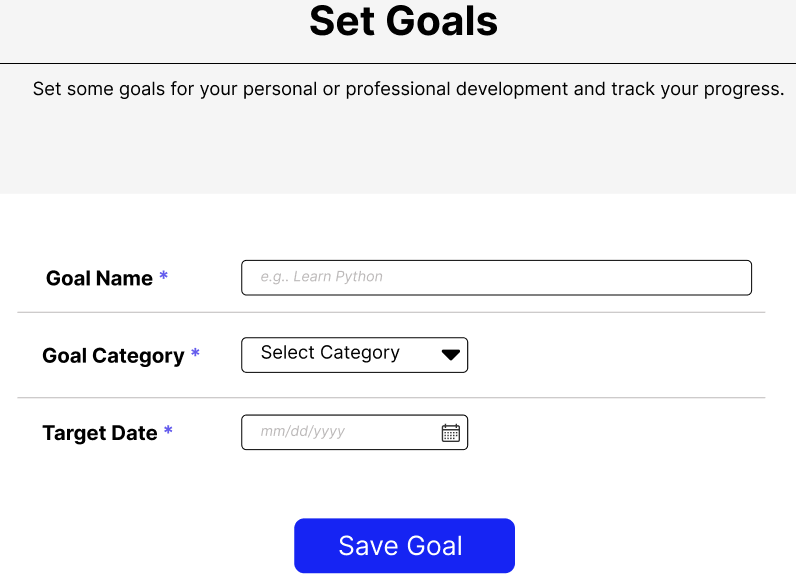 Set Goals
Set some goals for your personal or professional development and track your progress.
Goal Name *
e.g.. Learn Python
Goal Category *
Select Category
Target Date *
mm/dd/yyyy
Save Goal